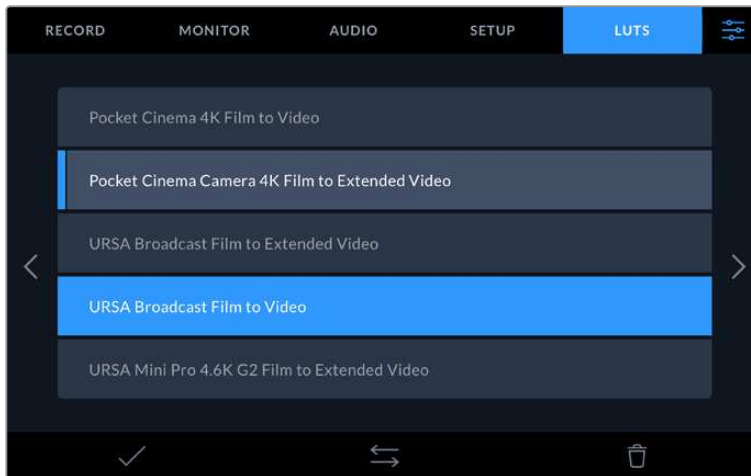 RECORD MONITOR AUDIO SETUP LUTS
Pocket Cinema 4K Film to Video
Pocket Cinema Camera 4K Film to Extended Video
URSA Broadcast Film to Extended Video
URSA Broadcast Film to Video
URSA Mini Pro 4.6K G2 Film to Extended Video